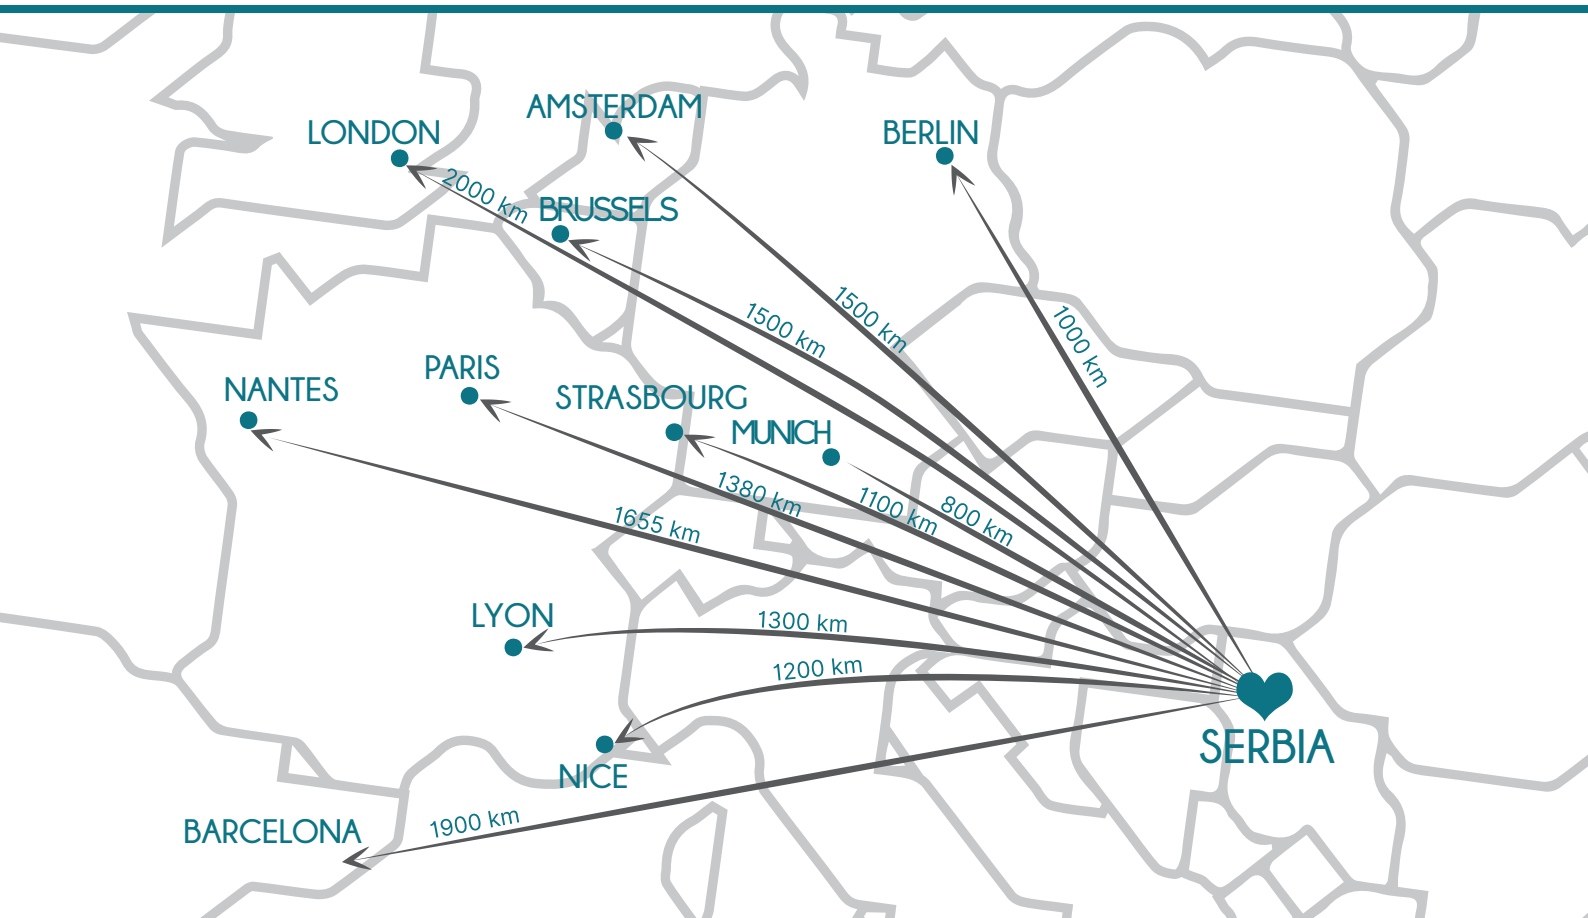 AMSTERDAM
LONDON
BERLIN
2000 km
BRUSSELS
1500 km
1500 km
1000 km
PARIS
NANTES
STRASBOURG
MUNICH
1380 km
1100 km
800 km
1655 km
LYON
1300 km
1200 km
SERBIA
NICE
BARCELONA
1900 km